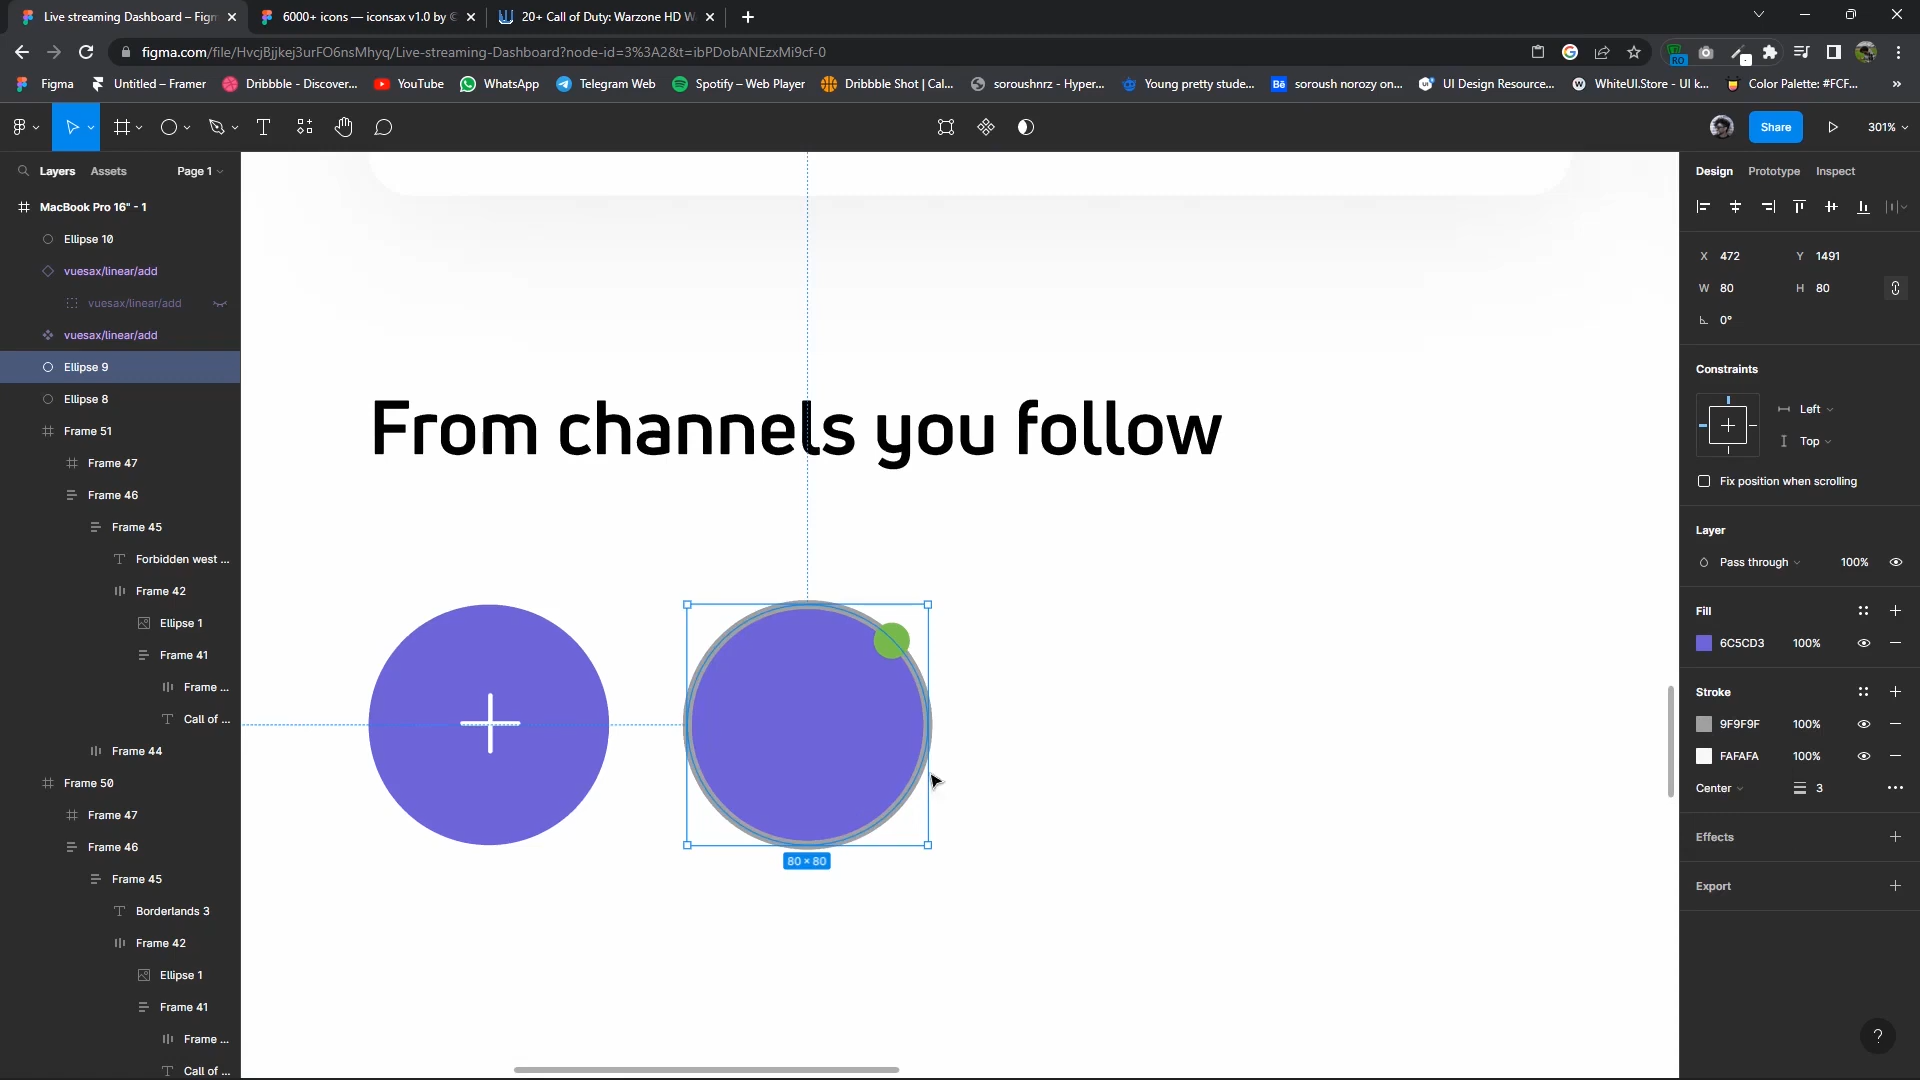 Live streaming Dashboard – Figm
6000+ icons — iconsax v1.0 by
20+ Call of Duty: Warzone HD W
figma.com/file/HvcjBjjkej3urFO6nsMhyq/Live-streaming-Dashboard?node-id=3%3A2&t=ibPDobANEzxMi9cf-0
RO
Figma
Untitled – Framer
Dribbble - Discover...
YouTube
WhatsApp
Telegram Web
Spotify – Web Player
Dribbble Shot | Cal...
soroushnrz - Hyper...
Young pretty stude...
Bē
soroush norozy on...
UI Design Resource...
WhiteUI.Store - UI k...
Color Palette: #FCF...
Share
301%
Layers
Assets
Page 1
MacBook Pro 16" - 1
Ellipse 10
vuesax/linear/add
vuesax/linear/add
vuesax/linear/add
Ellipse 9
Ellipse 8
Frame 51
Frame 47
Frame 46
Frame 45
Forbidden west ...
Frame 42
Ellipse 1
Frame 41
Frame ...
Call of ...
Frame 44
Frame 50
Frame 47
Frame 46
Frame 45
Borderlands 3
Frame 42
Ellipse 1
Frame 41
Frame ...
Call of ...
From channels you follow
80 × 80
Design
Prototype
Inspect
X 472
Y 1491
W 80
H 80
0°
Constraints
Left
Top
Fix position when scrolling
Layer
Pass through
100%
Fill
6C5CD3 100%
Stroke
9F9F9F 100%
FAFAFA 100%
Center
3
Effects
Export
?